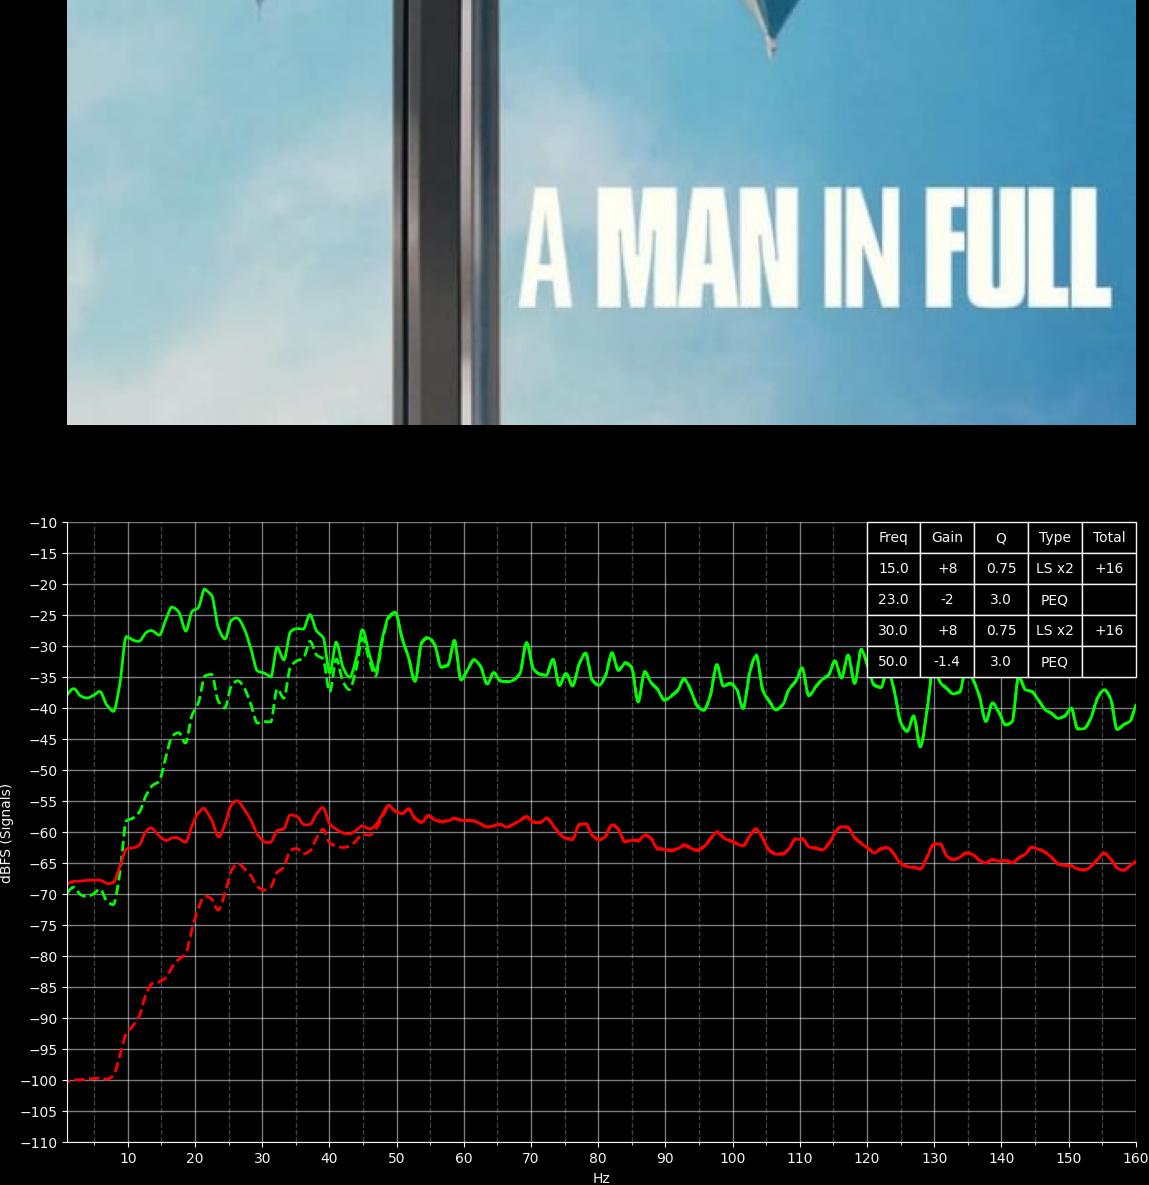 A MAN IN FULL
Freq Gain Q Type Total
15.0 +8 0.75 LS x2 +16
23.0 -2 3.0 PEQ
30.0 +8 0.75 LS x2 +16
50.0 -1.4 3.0 PEQ
−10
−15
−20
−25
−30
−35
−40
−45
−50
−55
−60
−65
−70
−75
−80
−85
−90
−95
−100
−105
−110
dBFS (Signals)
10 20 30 40 50 60 70 80 90 100 110 120 130 140 150 160
Hz